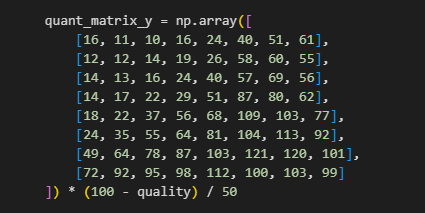 quant_matrix_y = np.array([
[16, 11, 10, 16, 24, 40, 51, 61],
[12, 12, 14, 19, 26, 58, 60, 55],
[14, 13, 16, 24, 40, 57, 69, 56],
[14, 17, 22, 29, 51, 87, 80, 62],
[18, 22, 37, 56, 68, 109, 103, 77],
[24, 35, 55, 64, 81, 104, 113, 92],
[49, 64, 78, 87, 103, 121, 120, 101],
[72, 92, 95, 98, 112, 100, 103, 99]
]) * (100 - quality) / 50